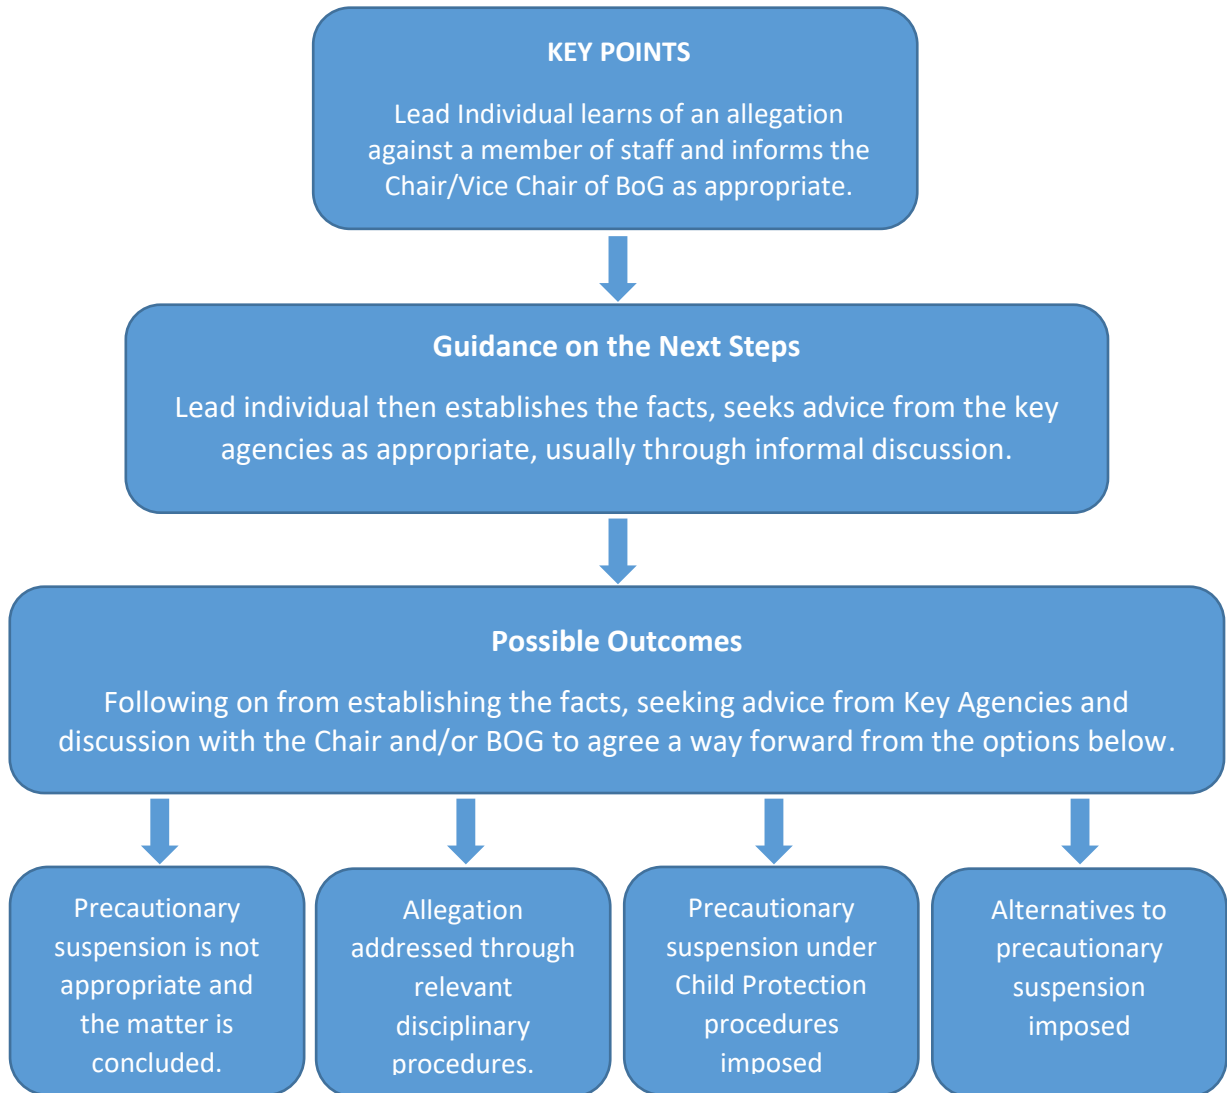 KEY POINTS
Lead Individual learns of an allegation
against a member of staff and informs the
Chair/Vice Chair of BoG as appropriate.
Guidance on the Next Steps
Lead individual then establishes the facts, seeks advice from the key
agencies as appropriate, usually through informal discussion.
Possible Outcomes
Following on from establishing the facts, seeking advice from Key Agencies and
discussion with the Chair and/or BOG to agree a way forward from the options below.
Precautionary
suspension is not
appropriate and
the matter is
concluded.
Allegation
addressed through
relevant
disciplinary
procedures.
Precautionary
suspension under
Child Protection
procedures
imposed
Alternatives to
precautionary
suspension
imposed